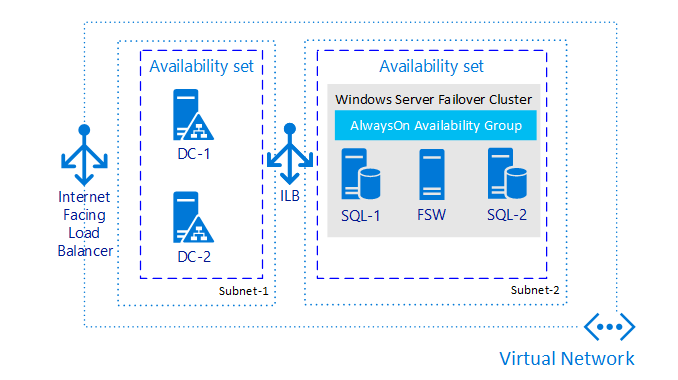 Availability set
DC-1
DC-2
Subnet-1
Internet
Facing
Load
Balancer
ILB
Availability set
Windows Server Failover Cluster
AlwaysOn Availability Group
SQL-1
FSW
SQL-2
Subnet-2
Virtual Network